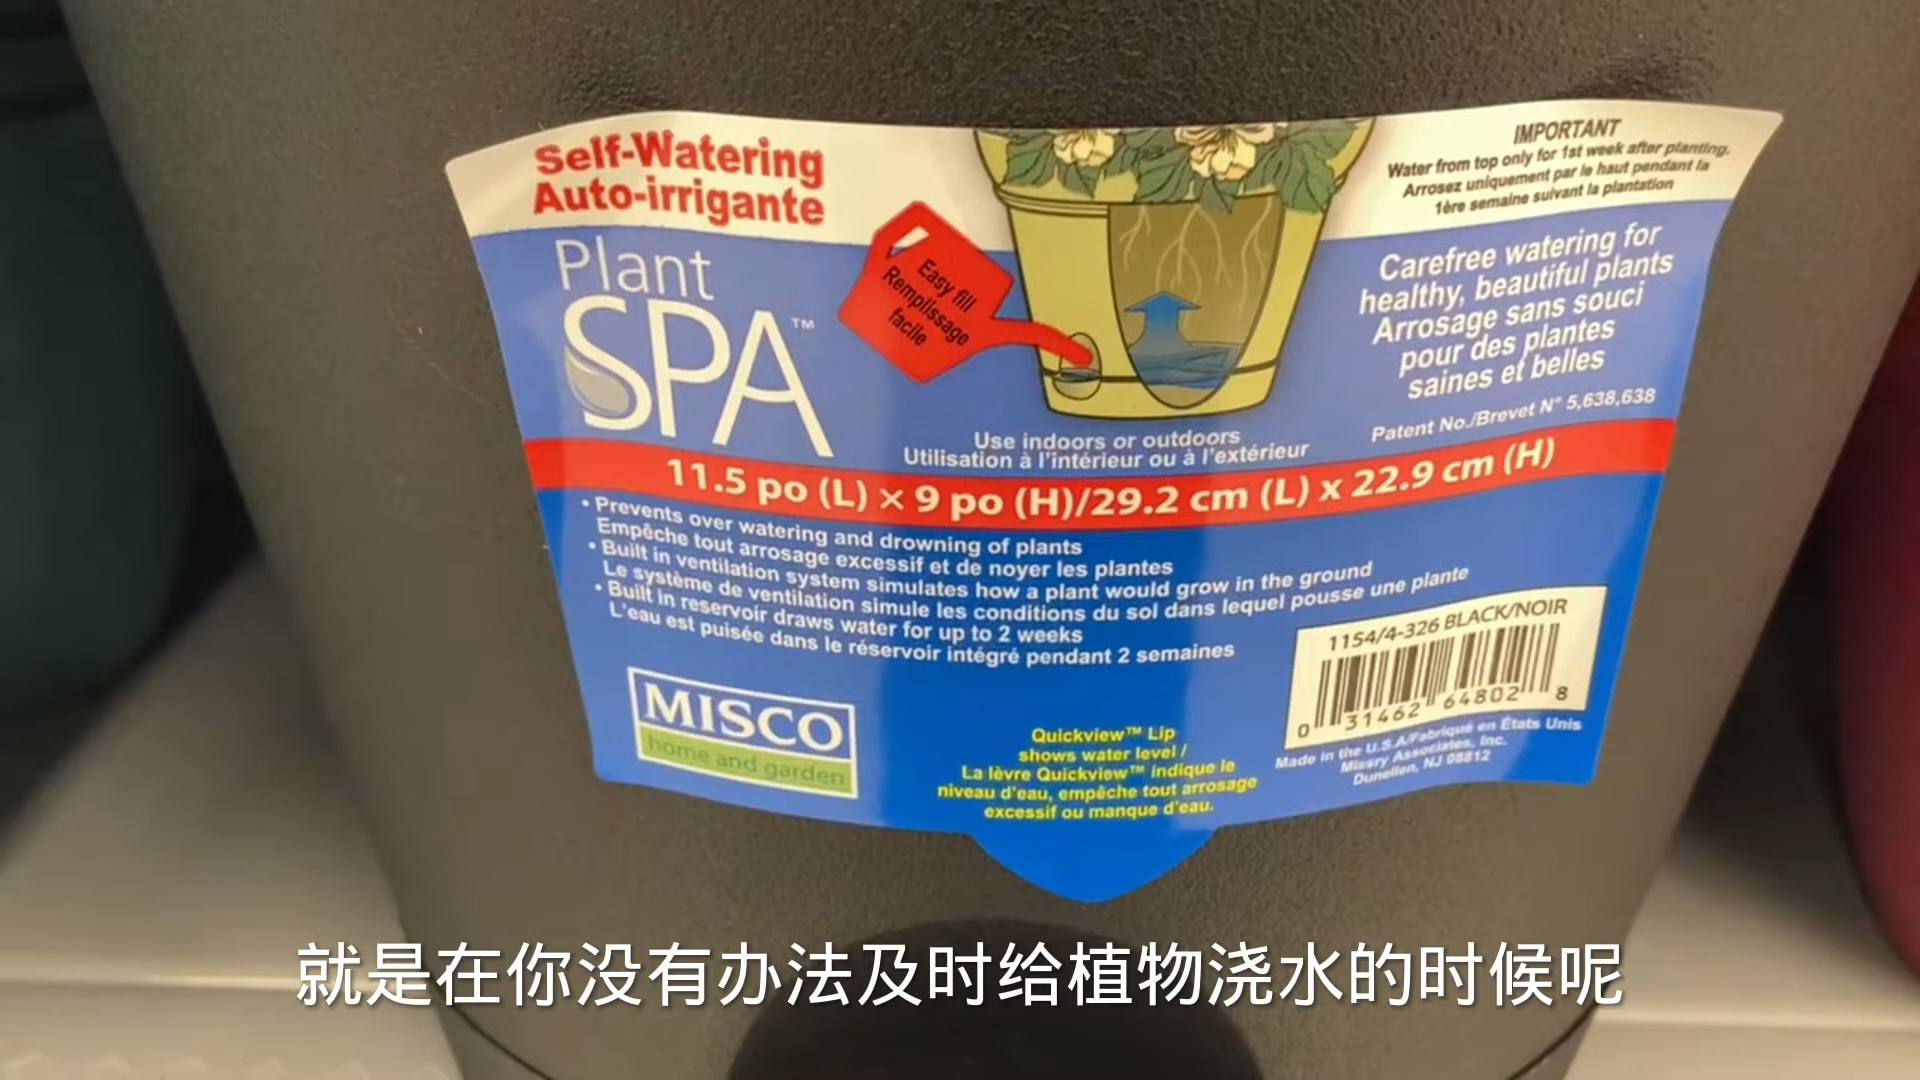 Self-Watering
Auto-irrigante
Plant
SPA™
Easy fill
Remplissage
facile
IMPORTANT
Water from top only for 1st week after planting.
Arrosez uniquement par le haut pendant la
1ère semaine suivant la plantation
Carefree watering for
healthy, beautiful plants
Arrosage sans souci
pour des plantes
saines et belles
Patent No./Brevet N° 5,638,638
Use indoors or outdoors
Utilisation à l'intérieur ou à l'extérieur
11.5 po (L) × 9 po (H)/29.2 cm (L) x 22.9 cm (H)
• Prevents over watering and drowning of plants
Empêche tout arrosage excessif et de noyer les plantes
• Built in ventilation system simulates how a plant would grow in the ground
Le système de ventilation simule les conditions du sol dans lequel pousse une plante
• Built in reservoir draws water for up to 2 weeks
L'eau est puisée dans le réservoir intégré pendant 2 semaines
MISCO
home and garden
Quickview™ Lip
shows water level /
La lèvre Quickview™ indique le
niveau d'eau, empêche tout arrosage
excessif ou manque d'eau.
1154/4-326 BLACK/NOIR
0 31462 64802 8
Made in the U.S.A/Fabriqué en États Unis
Misry Associates, Inc.
Dunellen, NJ 08812
就是在你没有办法及时给植物浇水的时候呢